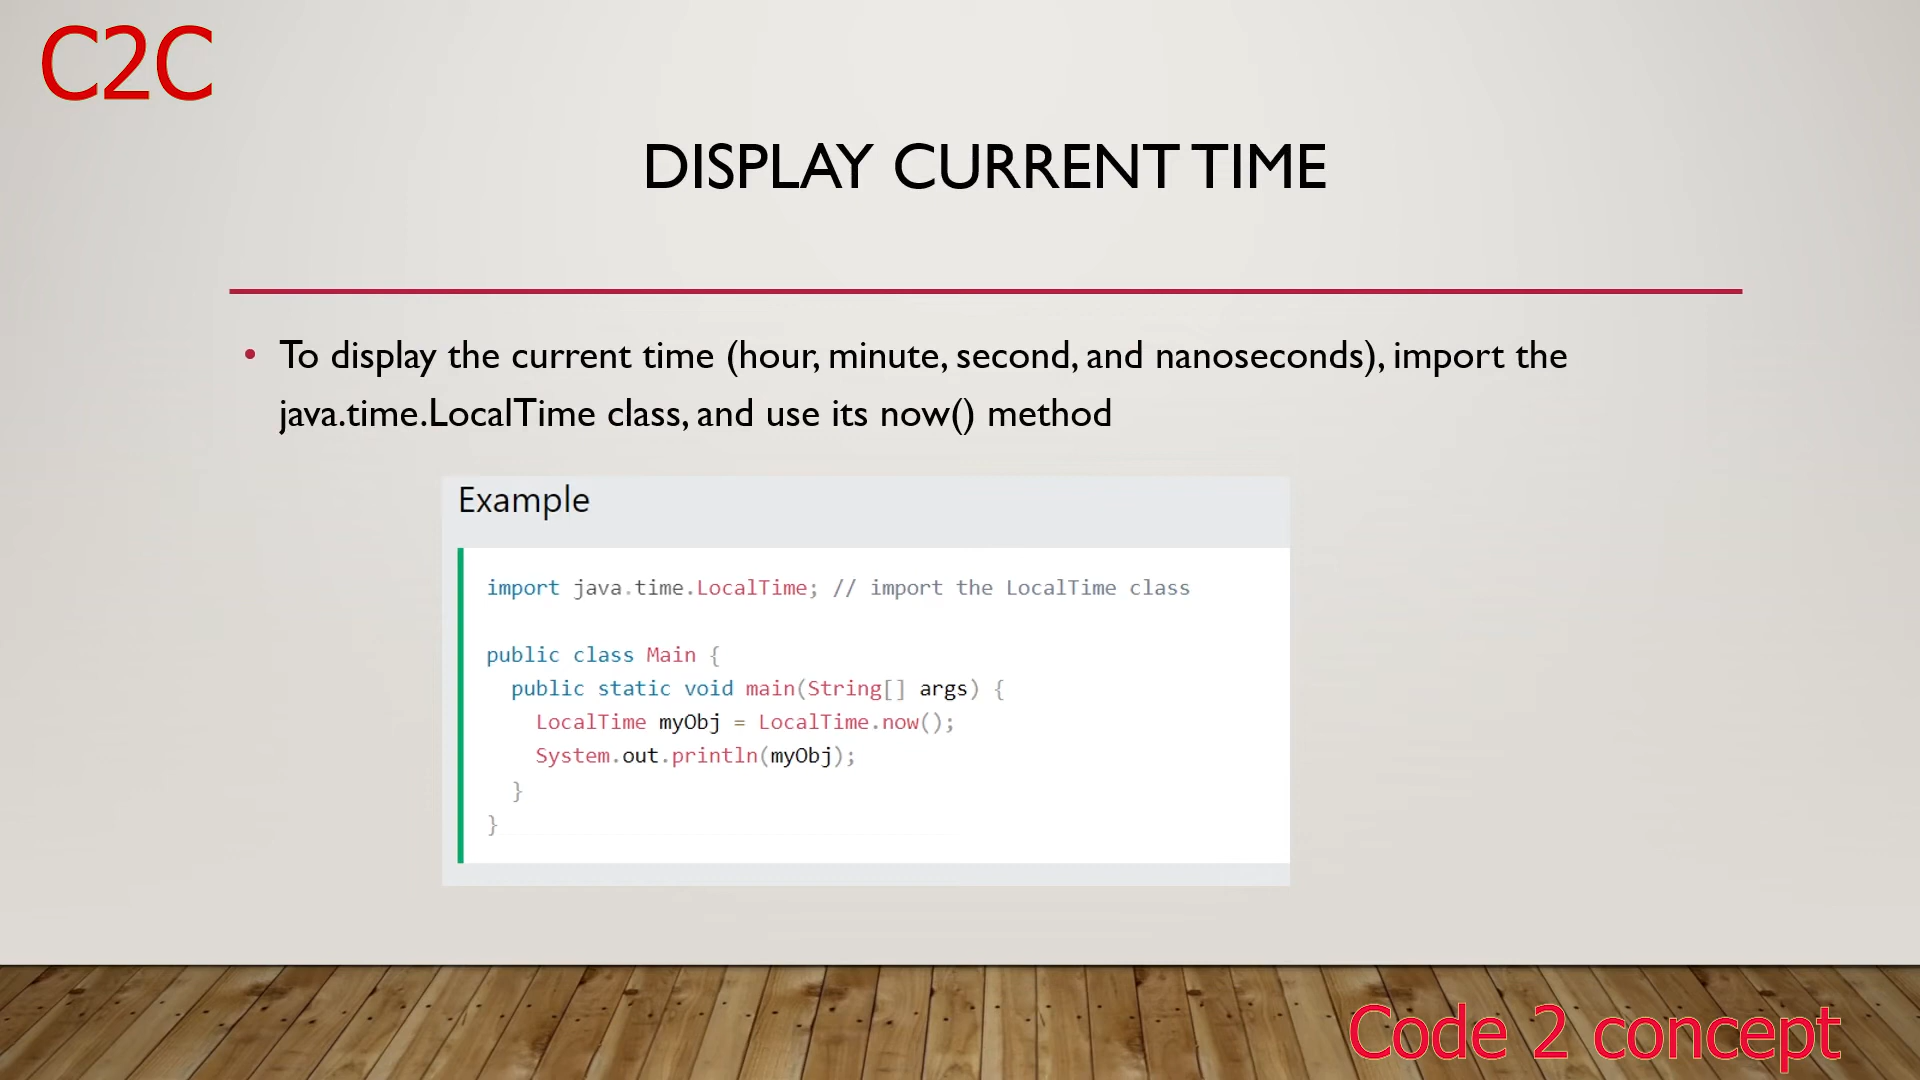 C2C
DISPLAY CURRENT TIME
• To display the current time (hour, minute, second, and nanoseconds), import the
java.time.LocalTime class, and use its now() method
Example
import java.time.LocalTime; // import the LocalTime class
public class Main {
public static void main(String[] args) {
LocalTime myObj = LocalTime.now();
System.out.println(myObj);
}
}
Code 2 concept